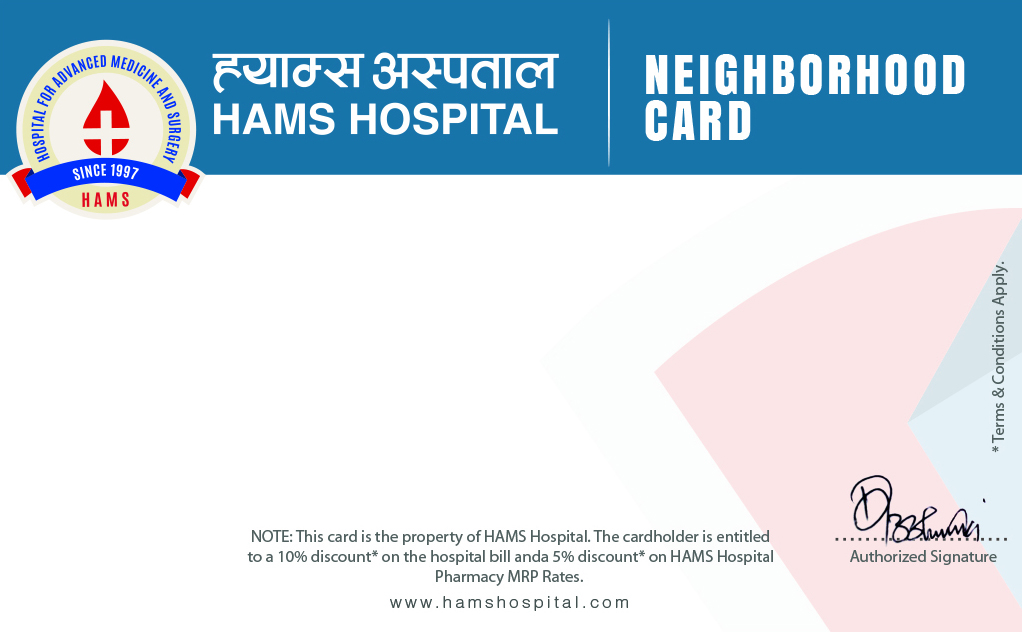 HOSPITAL FOR ADVANCED MEDICINE AND SURGERY
SINCE 1997
HAMS
ह्याम्स अस्पताल
HAMS HOSPITAL
NEIGHBORHOOD
CARD
* Terms & Conditions Apply.
NOTE: This card is the property of HAMS Hospital. The cardholder is entitled
to a 10% discount* on the hospital bill anda 5% discount* on HAMS Hospital
Pharmacy MRP Rates.
www.hamshospital.com
Authorized Signature